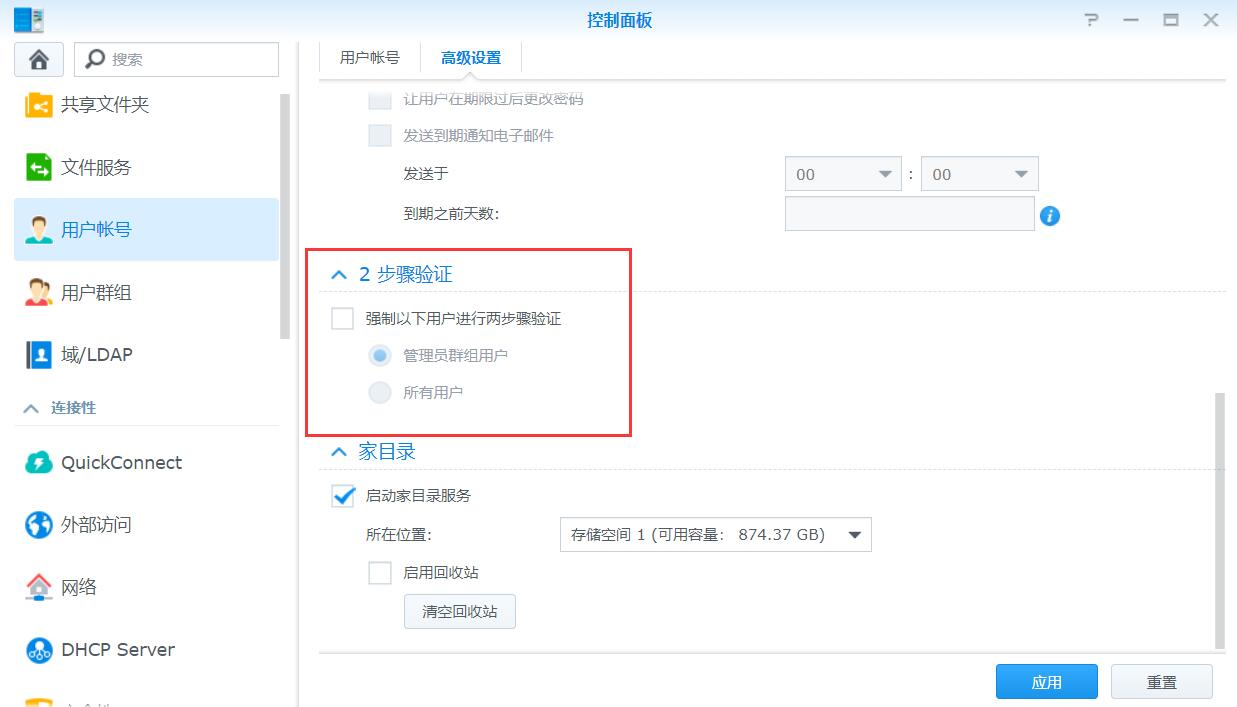 控制面板
搜索
共享文件夹
文件服务
用户帐号
用户群组
域/LDAP
连接性
QuickConnect
外部访问
网络
DHCP Server
用户帐号
高级设置
让用户在期限过后更改密码
发送到期通知电子邮件
发送于
00 : 00
到期之前天数:
2 步骤验证
强制以下用户进行两步骤验证
管理员群组用户
所有用户
家目录
启动家目录服务
所在位置:
存储空间 1 (可用容量: 874.37 GB)
启用回收站
清空回收站
应用
重置